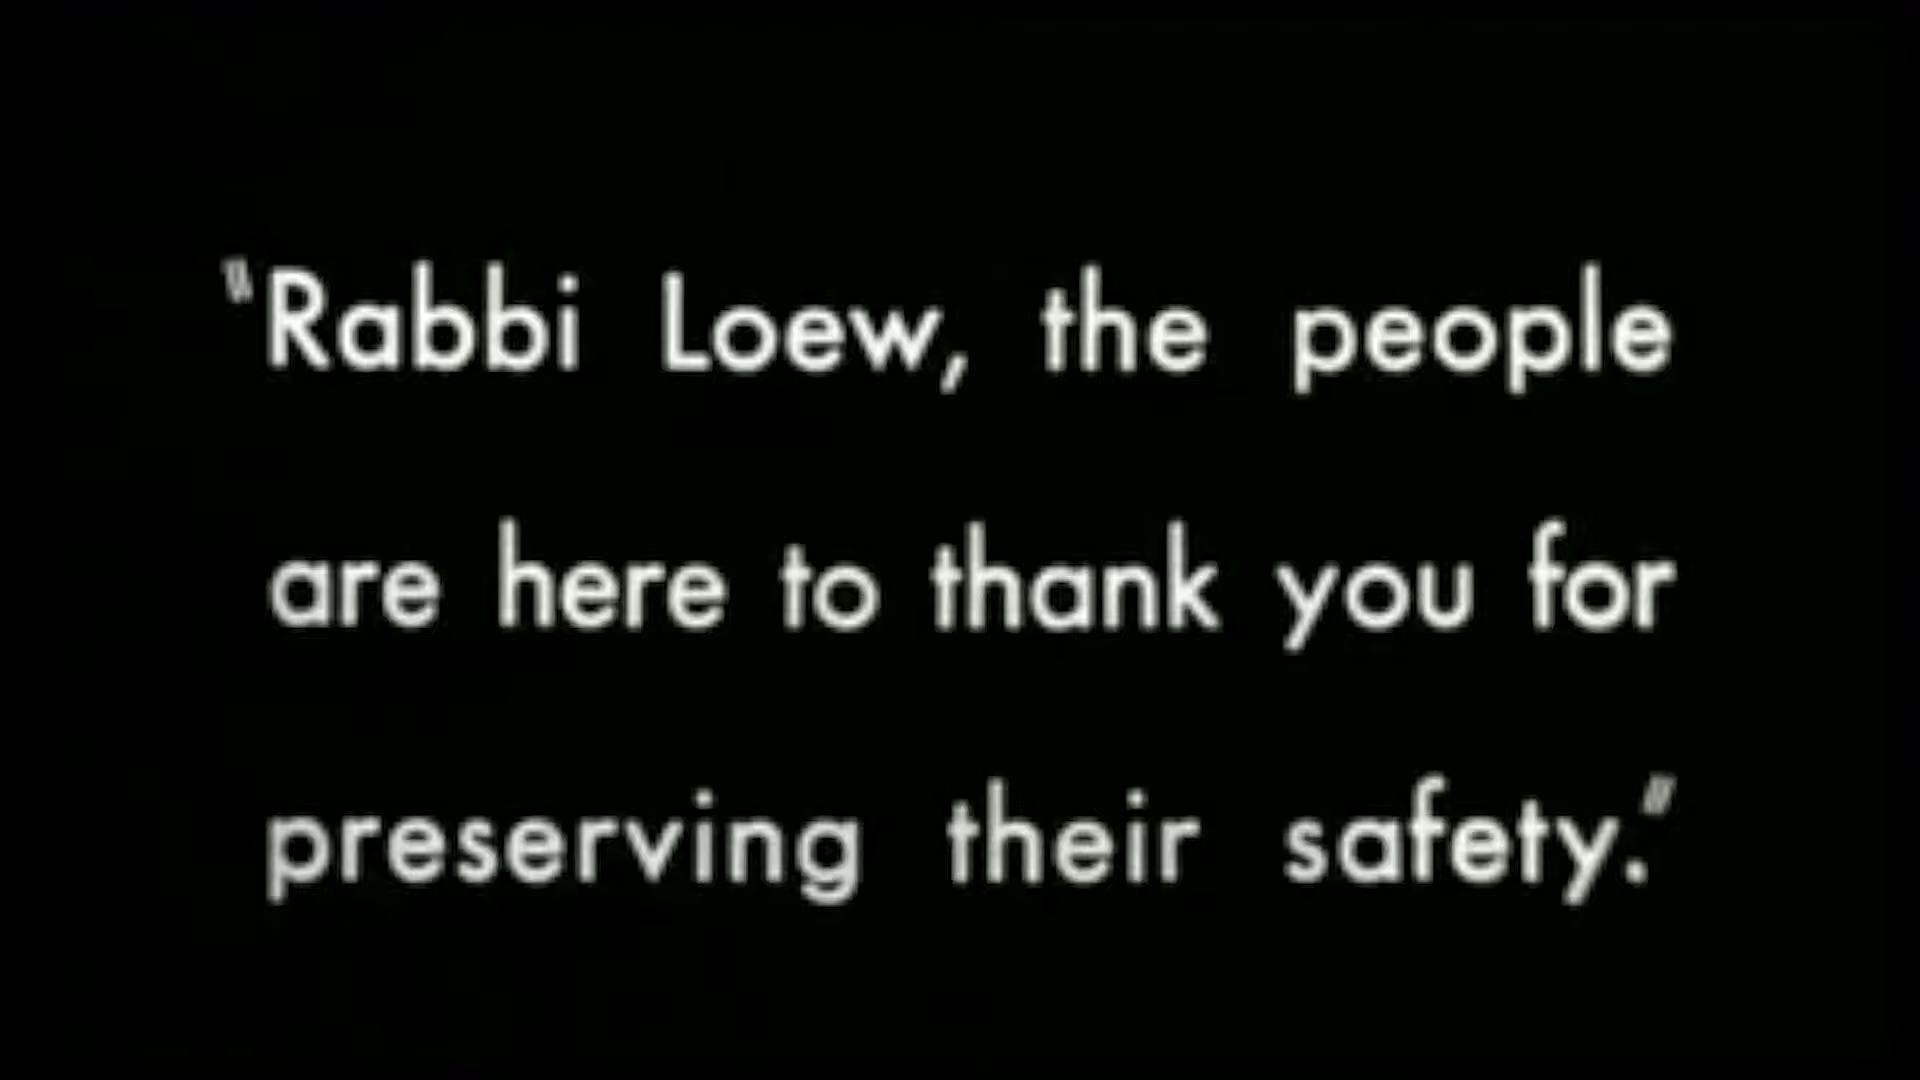 "Rabbi Loew, the people
are here to thank you for
preserving their safety."